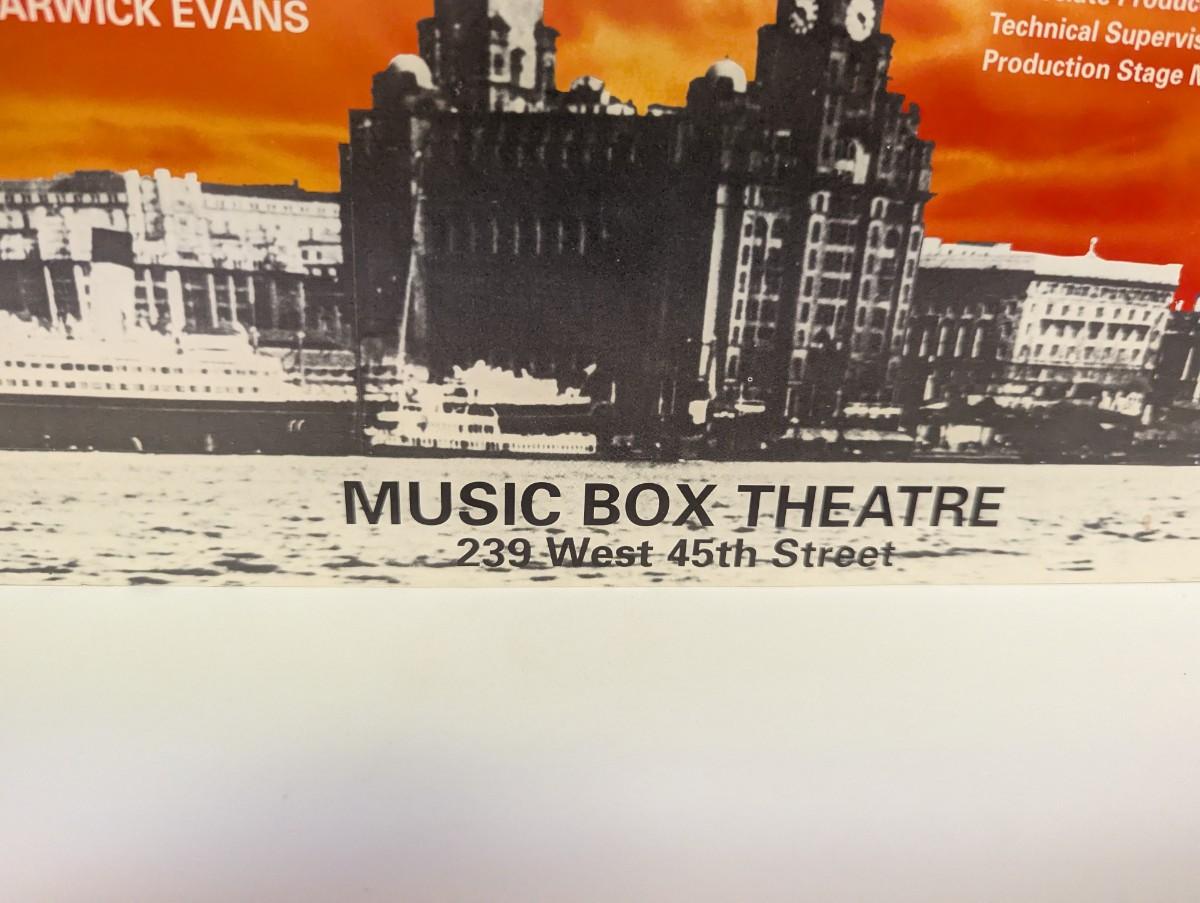 ARWICK EVANS
Technical Supervis
Production Stage M
MUSIC BOX THEATRE
239 West 45th Street